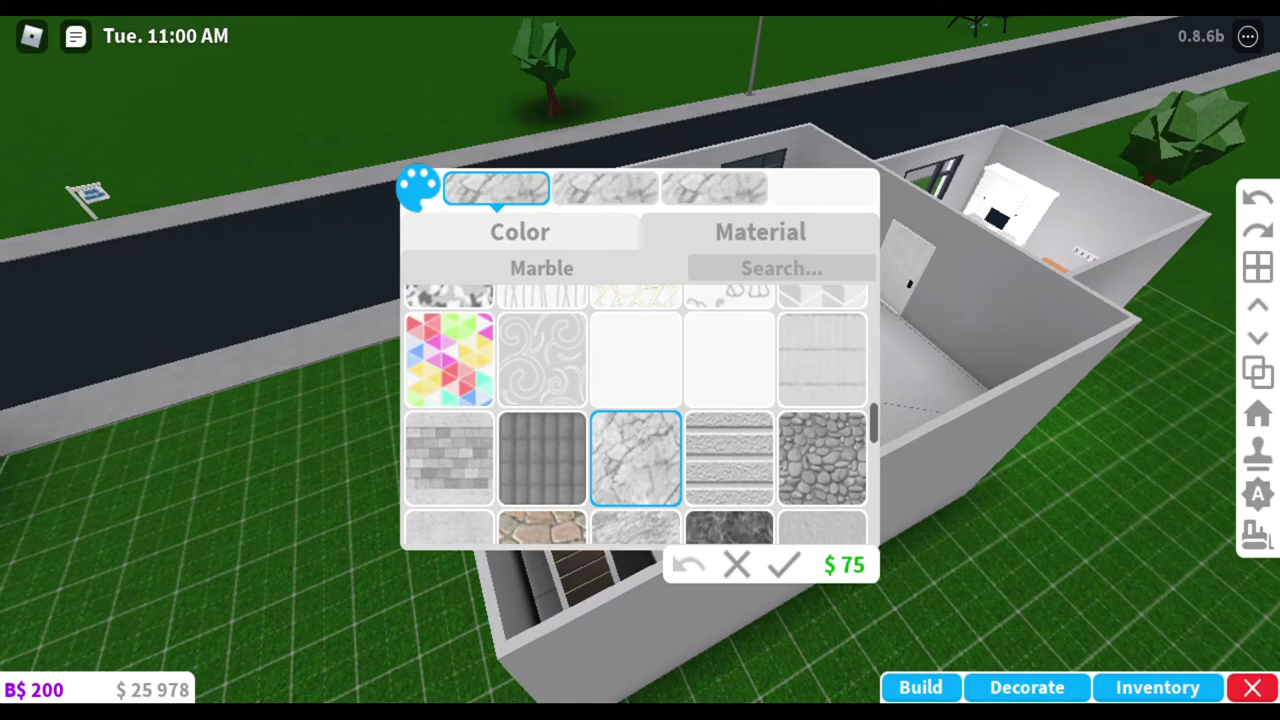 Tue. 11:00 AM
0.8.6b
Color
Material
Marble
Search...
A
$ 75
B$ 200
$ 25 978
Build
Decorate
Inventory